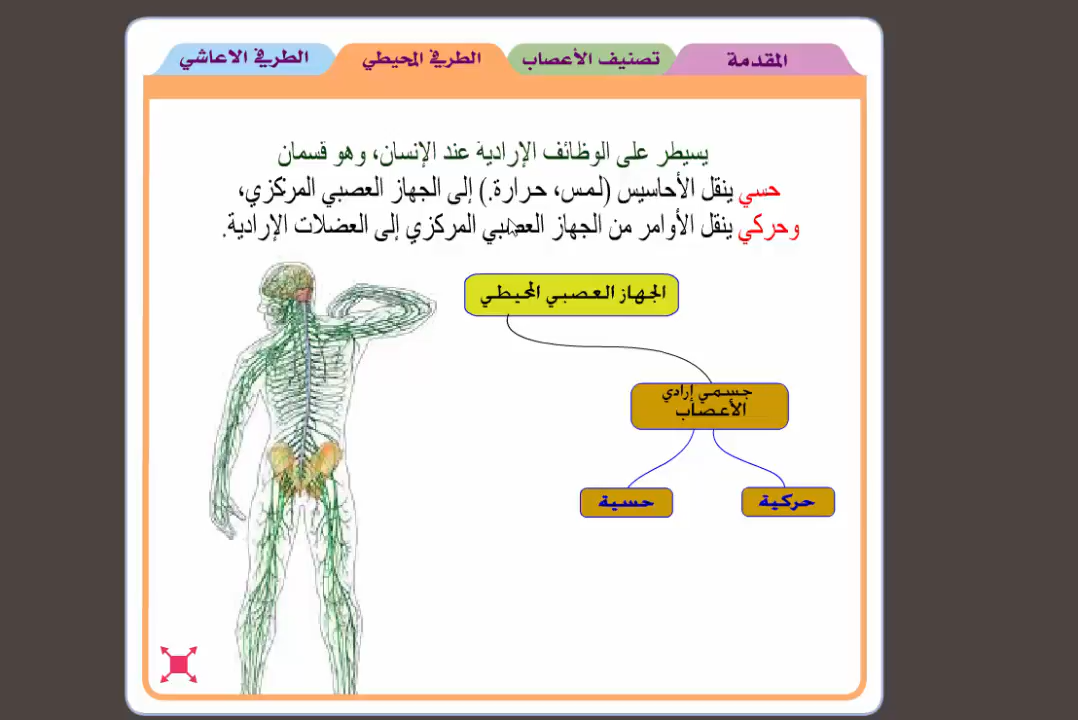 المقدمة
تصنيف الأعصاب
الطرفي المحيطي
الطرفي الاعاشي
يسيطر على الوظائف الإرادية عند الإنسان، وهو قسمان
حسي ينقل الأحاسيس (لمس، حرارة.) إلى الجهاز العصبي المركزي،
وحركي ينقل الأوامر من الجهاز العصبي المركزي إلى العضلات الإرادية.
الجهاز العصبي المحيطي
جسمي إرادي
الأعصاب
حركية
حسية